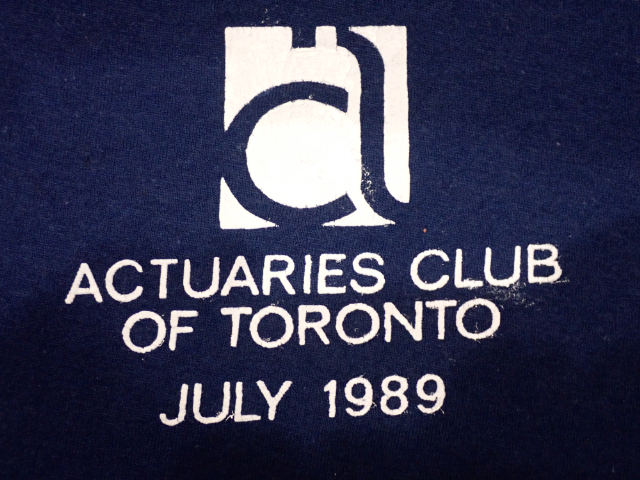 ACTUARIES CLUB
OF TORONTO
JULY 1989